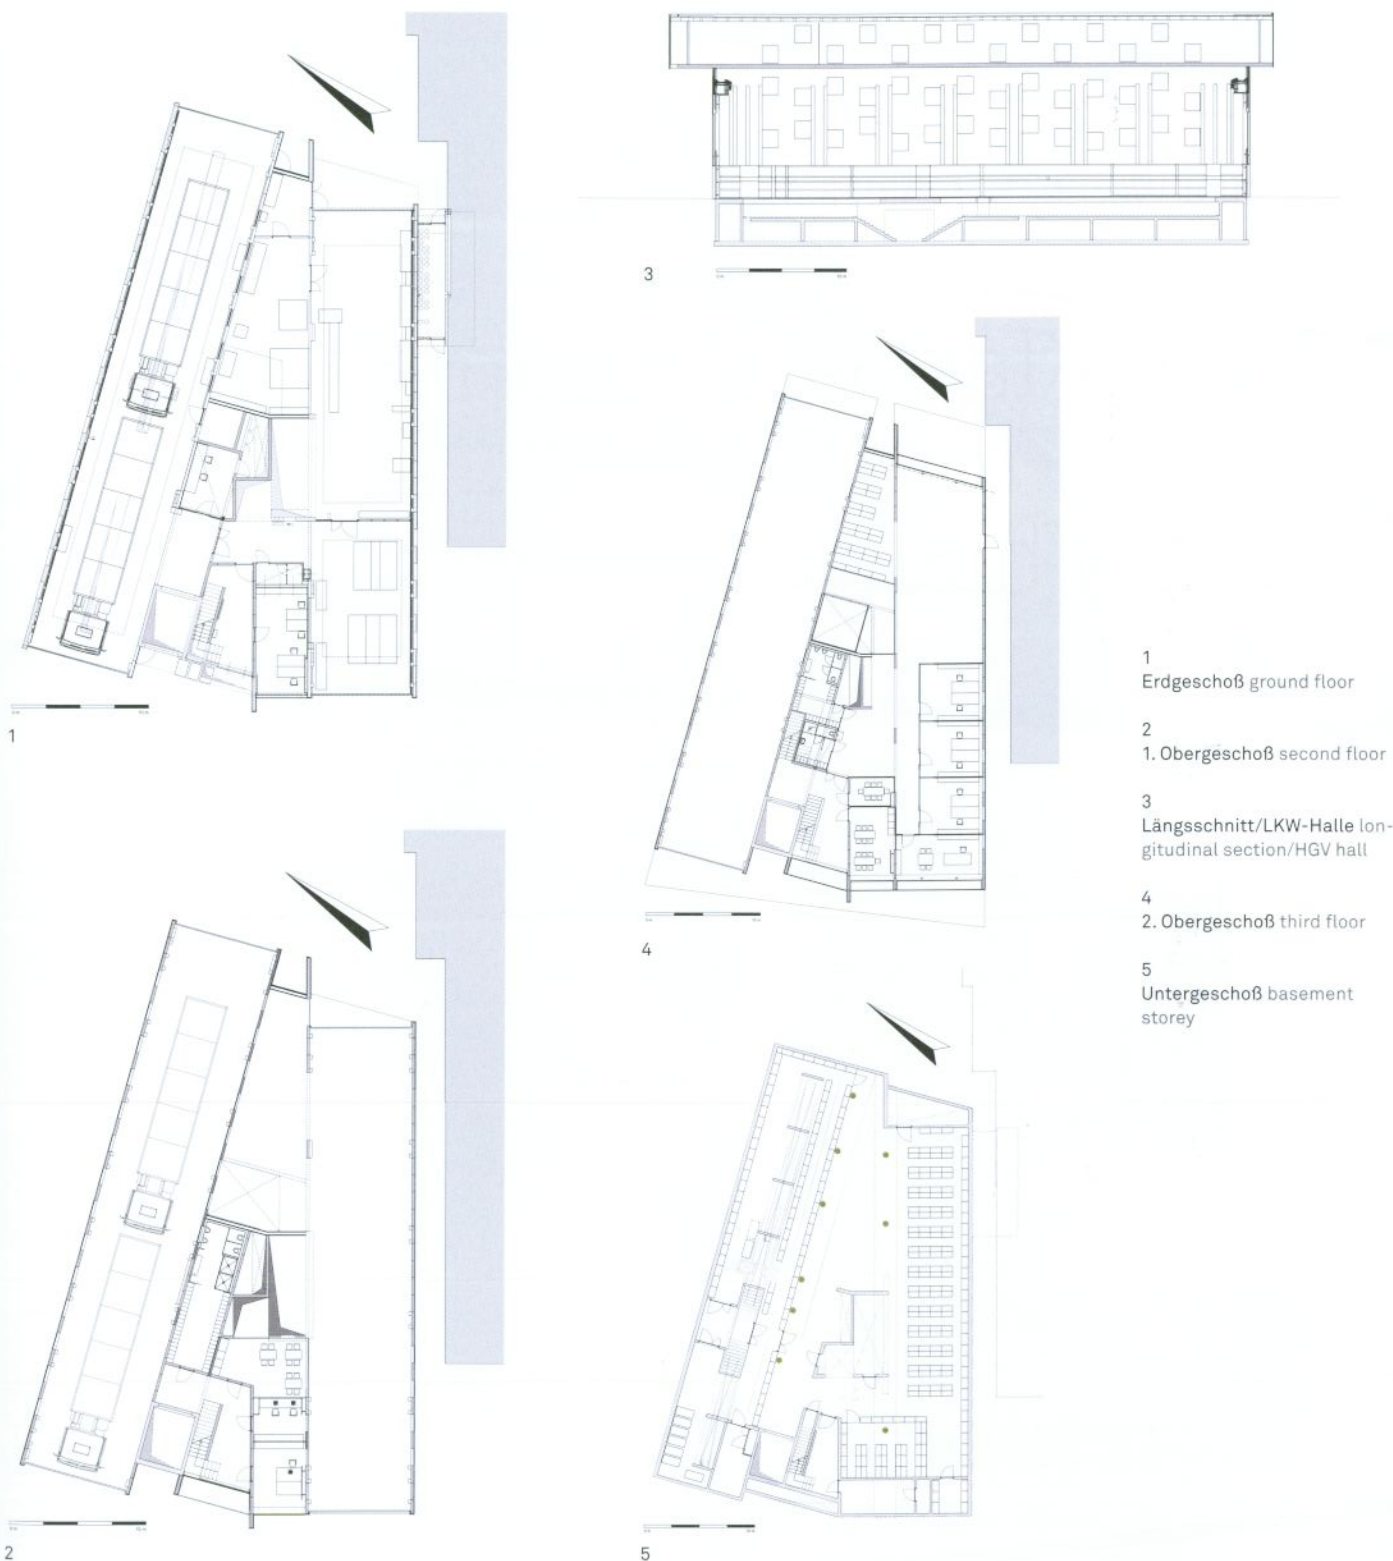 1
2
3
4
5
1
Erdgeschoß ground floor
2
1. Obergeschoß second floor
3
Längsschnitt/LKW-Halle lon-
gitudinal section/HGV hall
4
2. Obergeschoß third floor
5
Untergeschoß basement
storey